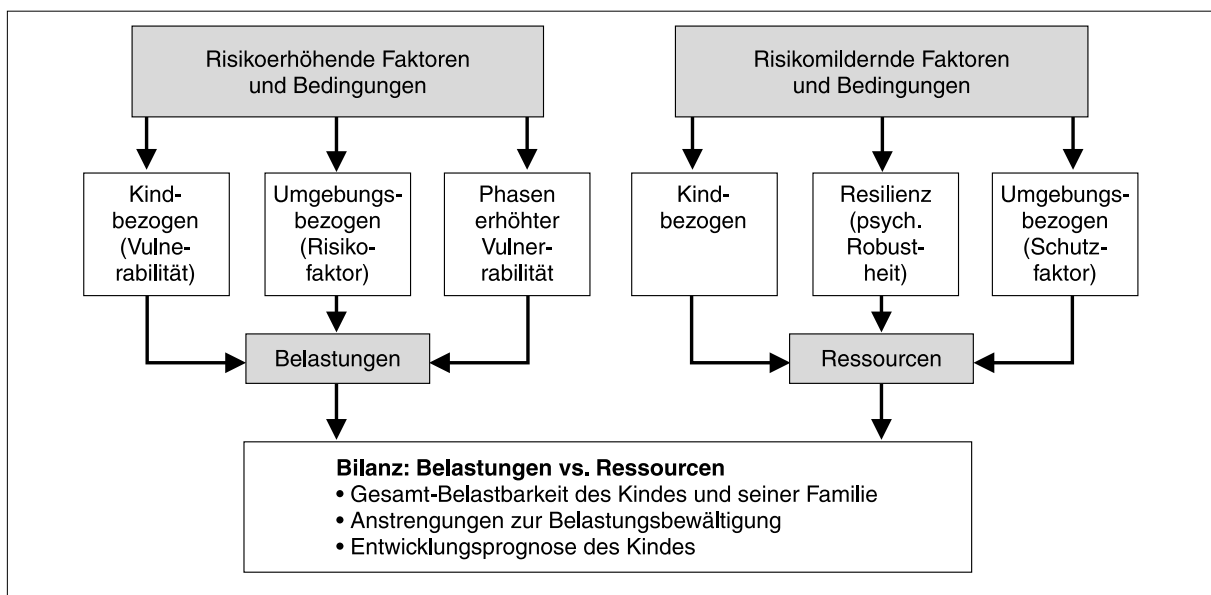 Risikoerhöhende Faktoren
und Bedingungen
Risikomildernde Faktoren
und Bedingungen
Kind-
bezogen
(Vulne-
rabilität)
Umgebungs-
bezogen
(Risiko-
faktor)
Phasen
erhöhter
Vulner-
rabilität
Kind-
bezogen
Resilienz
(psych.
Robust-
heit)
Umgebungs-
bezogen
(Schutz-
faktor)
Belastungen
Ressourcen
Bilanz: Belastungen vs. Ressourcen
• Gesamt-Belastbarkeit des Kindes und seiner Familie
• Anstrengungen zur Belastungsbewältigung
• Entwicklungsprognose des Kindes